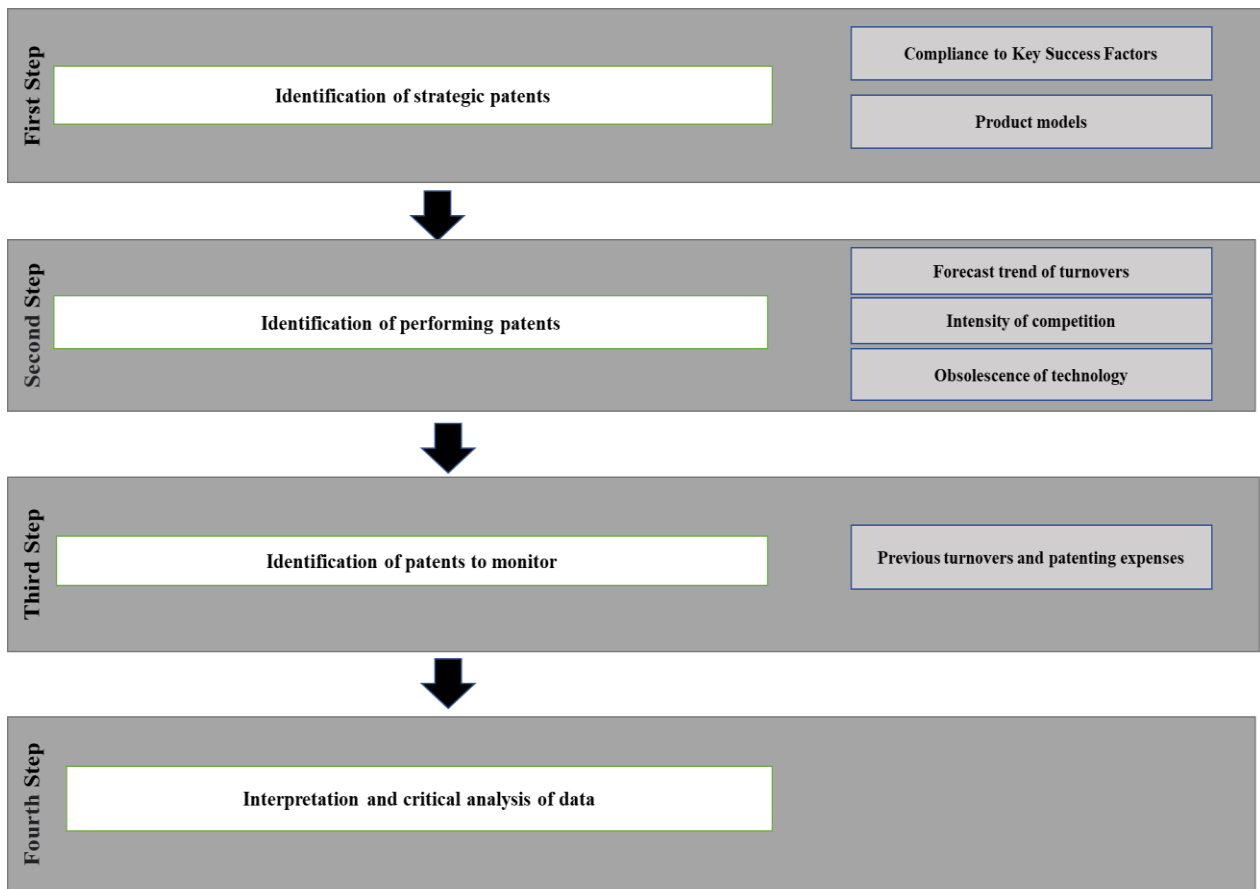 First Step
Identification of strategic patents
Compliance to Key Success Factors
Product models
Second Step
Identification of performing patents
Forecast trend of turnovers
Intensity of competition
Obsolescence of technology
Third Step
Identification of patents to monitor
Previous turnovers and patenting expenses
Fourth Step
Interpretation and critical analysis of data